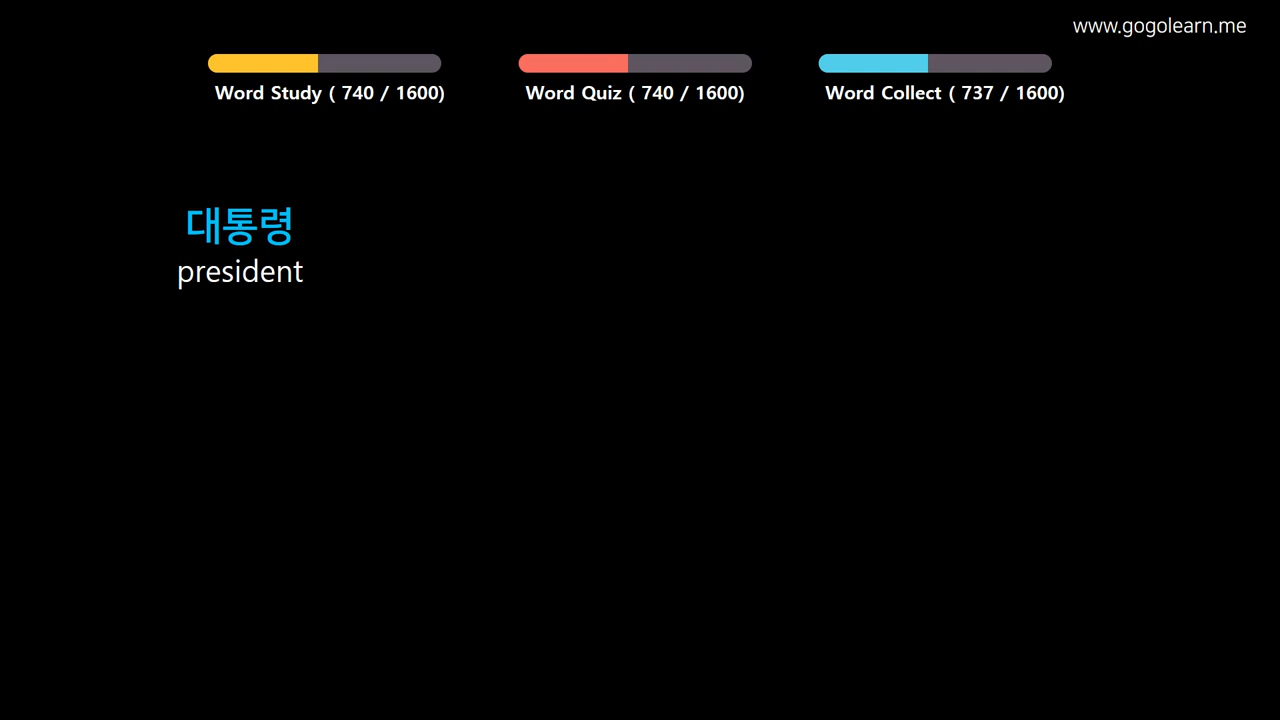 www.gogolearn.me
Word Study ( 740 / 1600)
Word Quiz ( 740 / 1600)
Word Collect ( 737 / 1600)
대통령
president